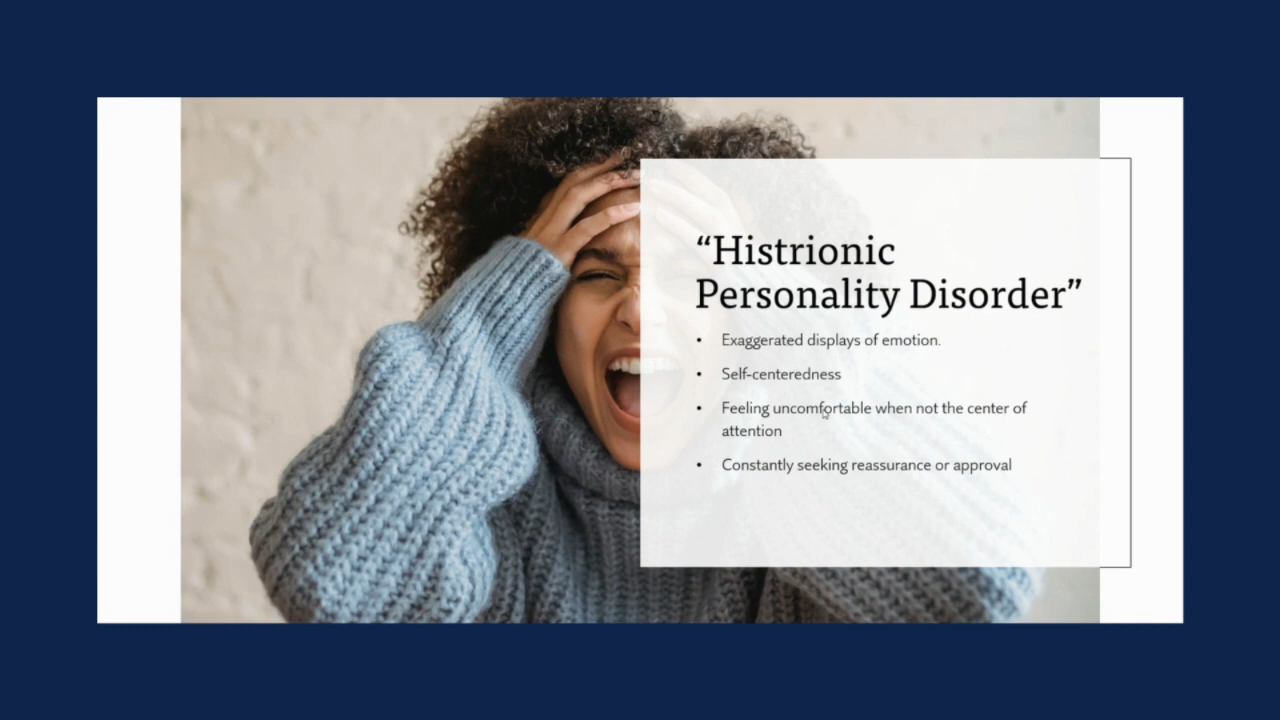 “Histrionic
Personality Disorder”
• Exaggerated displays of emotion.
• Self-centeredness
• Feeling uncomfortable when not the center of
attention
• Constantly seeking reassurance or approval